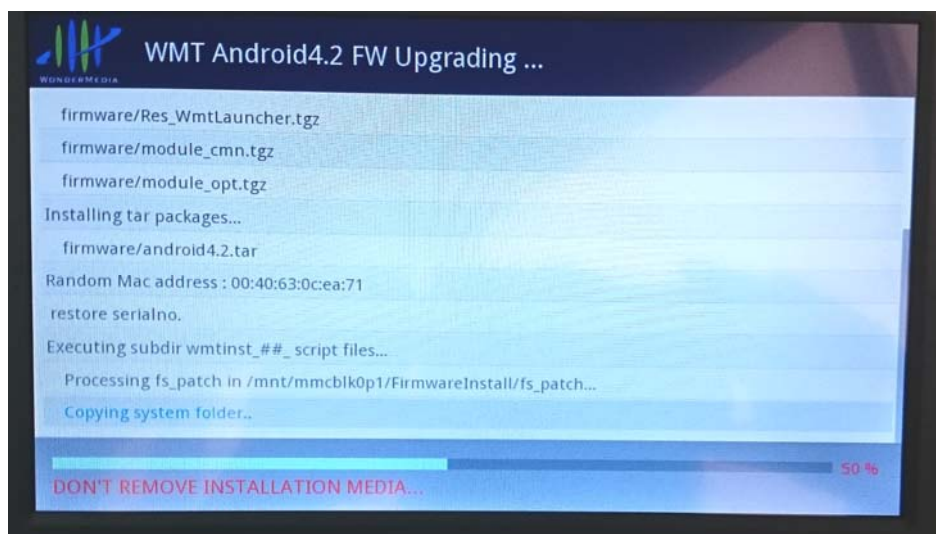 WONDERMEDIA
WMT Android4.2 FW Upgrading ...
firmware/Res_WmtLauncher.tgz
firmware/module_cmn.tgz
firmware/module_opt.tgz
Installing tar packages...
firmware/android4.2.tar
Random Mac address : 00:40:63:0c:ea:71
restore serialno.
Executing subdir wmtinst_##_ script files...
Processing fs_patch in /mnt/mmcblk0p1/FirmwareInstall/fs_patch...
Copying system folder..
50 %
DON'T REMOVE INSTALLATION MEDIA...